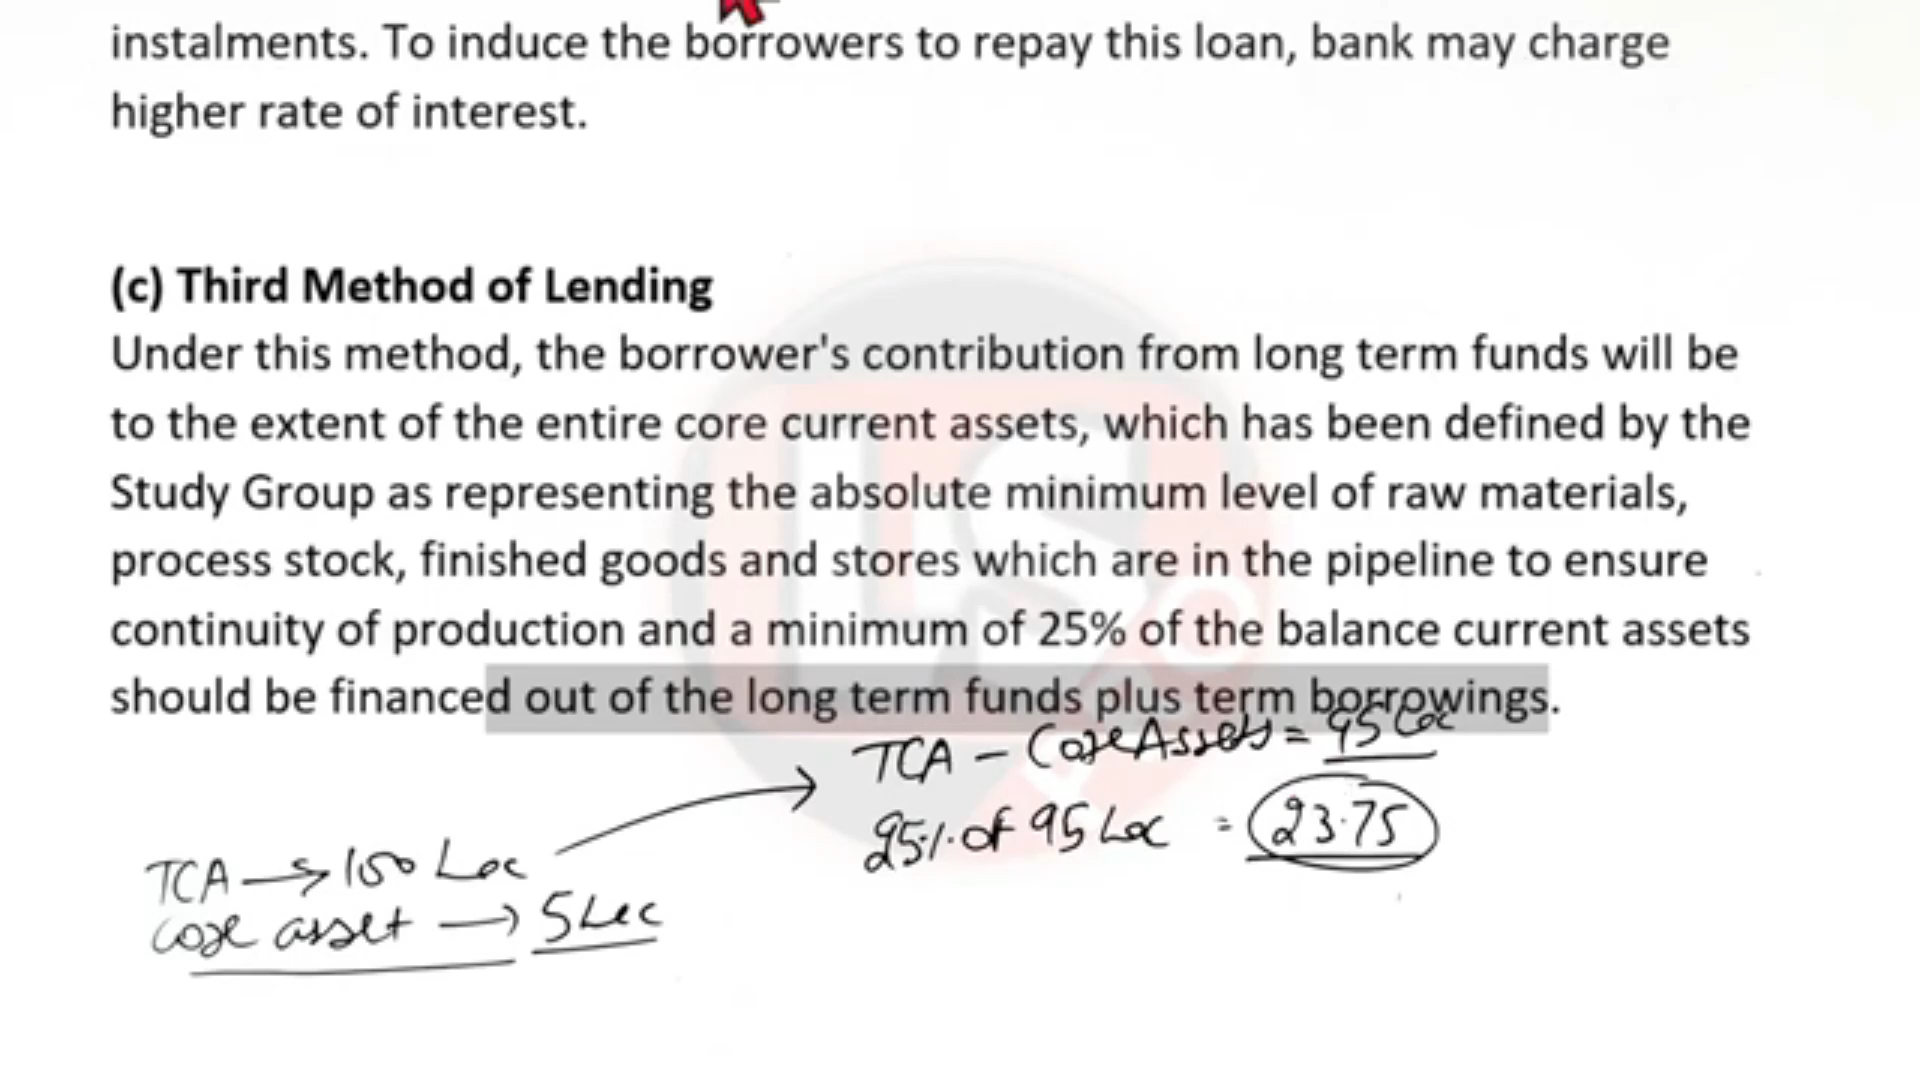 instalments. To induce the borrowers to repay this loan, bank may charge
higher rate of interest.
(c) Third Method of Lending
Under this method, the borrower's contribution from long term funds will be
to the extent of the entire core current assets, which has been defined by the
Study Group as representing the absolute minimum level of raw materials,
process stock, finished goods and stores which are in the pipeline to ensure
continuity of production and a minimum of 25% of the balance current assets
should be financed out of the long term funds plus term borrowings.
TCA - Core Assets = 95 Lac
25% of 95 Lac = 23.75
TCA → 100 Lac
core asset → 5 Lac
LS